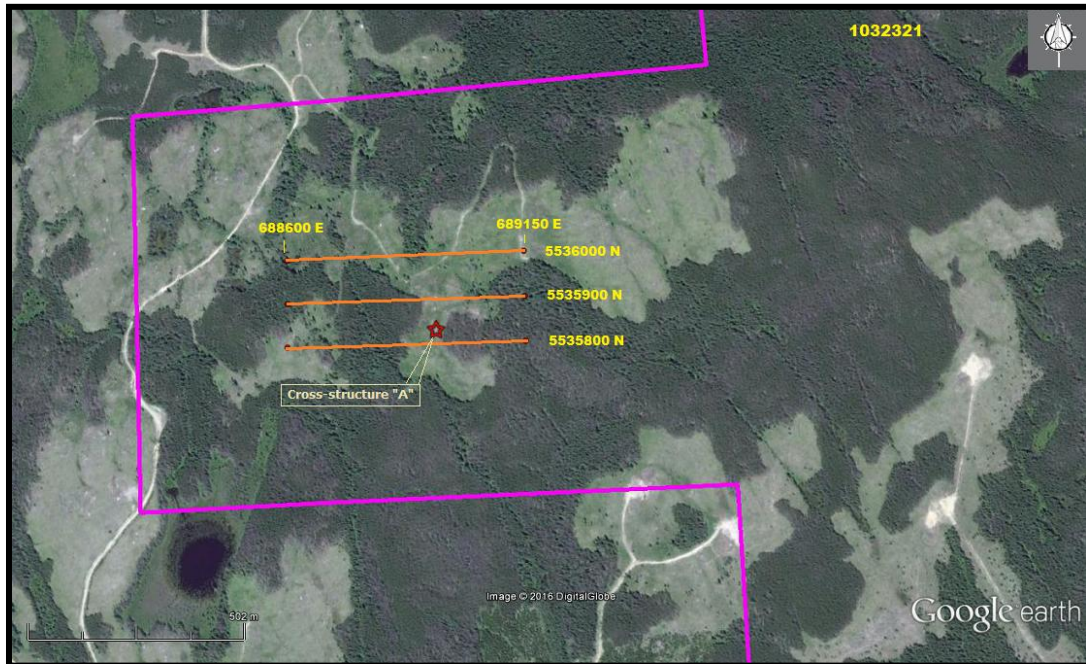 1032321
688600 E
689150 E
5536000 N
5535900 N
5535800 N
Cross-structure "A"
502 m
Image © 2016 DigitalGlobe
Google earth